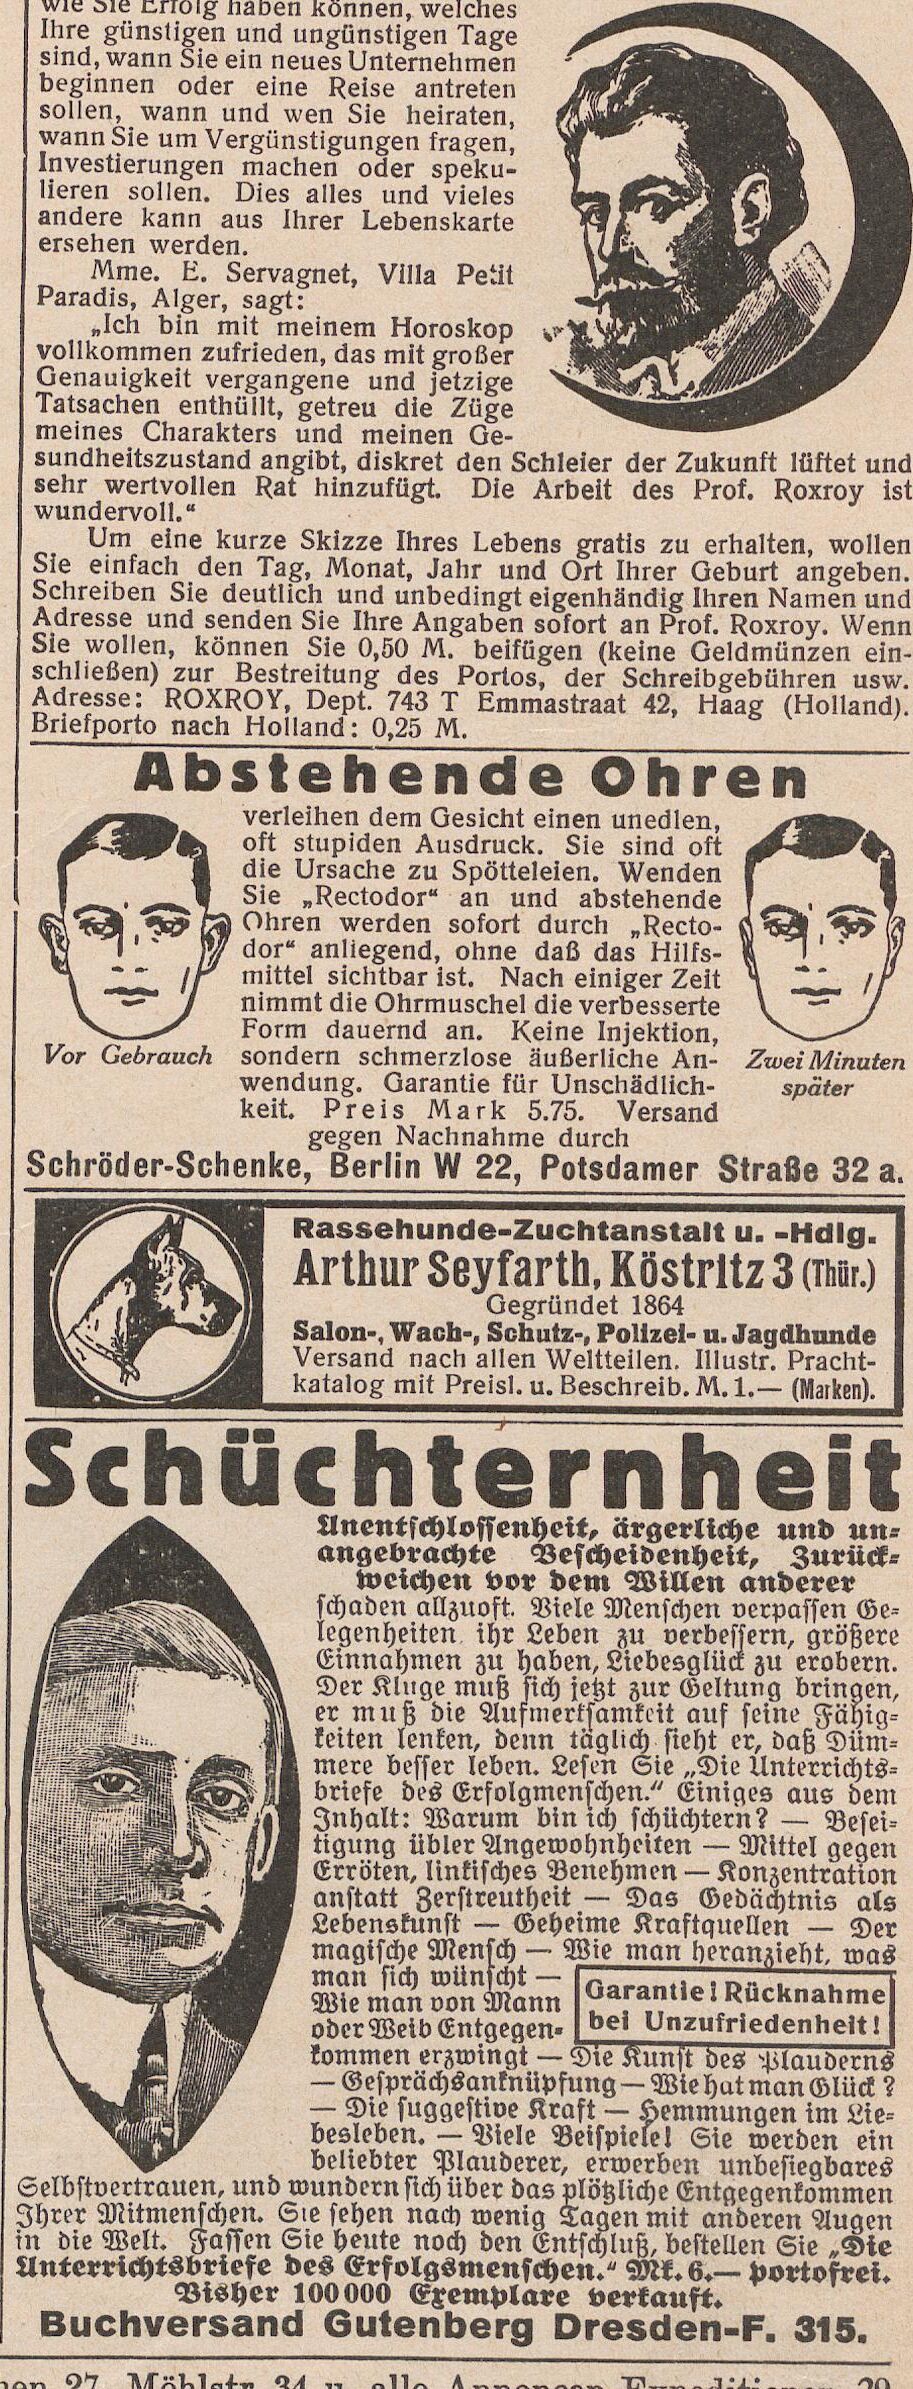 wie Sie Erfolg haben können, welches
Ihre günstigen und ungünstigen Tage
sind, wann Sie ein neues Unternehmen
beginnen oder eine Reise antreten
sollen, wann und wen Sie heiraten,
wann Sie um Vergünstigungen fragen,
Investierungen machen oder speku-
lieren sollen. Dies alles und vieles
andere kann aus Ihrer Lebenskarte
ersehen werden.
Mme. E. Servagnet, Villa Petit
Paradis, Alger, sagt:
„Ich bin mit meinem Horoskop
vollkommen zufrieden, das mit großer
Genauigkeit vergangene und jetzige
Tatsachen enthüllt, getreu die Züge
meines Charakters und meinen Ge-
sundheitszustand angibt, diskret den Schleier der Zukunft lüftet und
sehr wertvollen Rat hinzufügt. Die Arbeit des Prof. Roxroy ist
wundervoll.“
Um eine kurze Skizze Ihres Lebens gratis zu erhalten, wollen
Sie einfach den Tag, Monat, Jahr und Ort Ihrer Geburt angeben.
Schreiben Sie deutlich und unbedingt eigenhändig Ihren Namen und
Adresse und senden Sie Ihre Angaben sofort an Prof. Roxroy. Wenn
Sie wollen, können Sie 0,50 M. beifügen (keine Geldmünzen ein-
schließen) zur Bestreitung des Portos, der Schreibgebühren usw.
Adresse: ROXROY, Dept. 743 T Emmastraat 42, Haag (Holland).
Briefporto nach Holland: 0,25 M.
Abstehende Ohren
verleihen dem Gesicht einen unedlen,
oft stupiden Ausdruck. Sie sind oft
die Ursache zu Spötteleien. Wenden
Sie „Rectodor“ an und abstehende
Ohren werden sofort durch „Recto-
dor“ anliegend, ohne daß das Hilfs-
mittel sichtbar ist. Nach einiger Zeit
nimmt die Ohrmuschel die verbesserte
Form dauernd an. Keine Injektion,
sondern schmerzlose äußerliche An-
wendung. Garantie für Unschädlich-
keit. Preis Mark 5.75. Versand
gegen Nachnahme durch
Vor Gebrauch
Zwei Minuten
später
Schröder-Schenke, Berlin W 22, Potsdamer Straße 32 a.
Rassehunde-Zuchtanstalt u. -Hdlg.
Arthur Seyfarth, Köstritz 3 (Thür.)
Gegründet 1864
Salon-, Wach-, Schutz-, Polizei- u. Jagdhunde
Versand nach allen Weltteilen. Illustr. Pracht-
katalog mit Preisl. u. Beschreib. M. 1.— (Marken).
Schüchternheit
Unentschlossenheit, ärgerliche und un-
angebrachte Bescheidenheit, Zurück-
weichen vor dem Willen anderer
schaden allzuoft. Viele Menschen verpassen Ge-
legenheiten ihr Leben zu verbessern, größere
Einnahmen zu haben, Liebesglück zu erobern.
Der Kluge muß sich jetzt zur Geltung bringen,
er muß die Aufmerksamkeit auf seine Fähig-
keiten lenken, denn täglich sieht er, daß Düm-
mere besser leben. Lesen Sie „Die Unterrichts-
briefe des Erfolgmenschen.“ Einiges aus dem
Inhalt: Warum bin ich schüchtern? — Besei-
tigung übler Angewohnheiten — Mittel gegen
Erröten, linkisches Benehmen — Konzentration
anstatt Zerstreutheit — Das Gedächtnis als
Lebenskunst — Geheime Kraftquellen — Der
magische Mensch — Wie man heranzieht, was
man sich wünscht —
Wie man von Mann
oder Weib Entgegen-
Garantie! Rücknahme
bei Unzufriedenheit!
kommen erzwingt — Die Kunst des Plauderns
— Gesprächsanknüpfung — Wie hat man Glück?
— Die suggestive Kraft — Hemmungen im Lie-
besleben. — Viele Beispiele! Sie werden ein
beliebter Plauderer, erwerben unbesiegbares
Selbstvertrauen, und wundern sich über das plötzliche Entgegenkommen
Ihrer Mitmenschen. Sie sehen nach wenig Tagen mit anderen Augen
in die Welt. Fassen Sie heute noch den Entschluß, bestellen Sie „Die
Unterrichtsbriefe des Erfolgsmenschen.“ Mk. 6.— portofrei.
Bisher 100 000 Exemplare verkauft.
Buchversand Gutenberg Dresden-F. 315.
27, Möhlstr. 34 u. alle Annoncen-Expeditionen